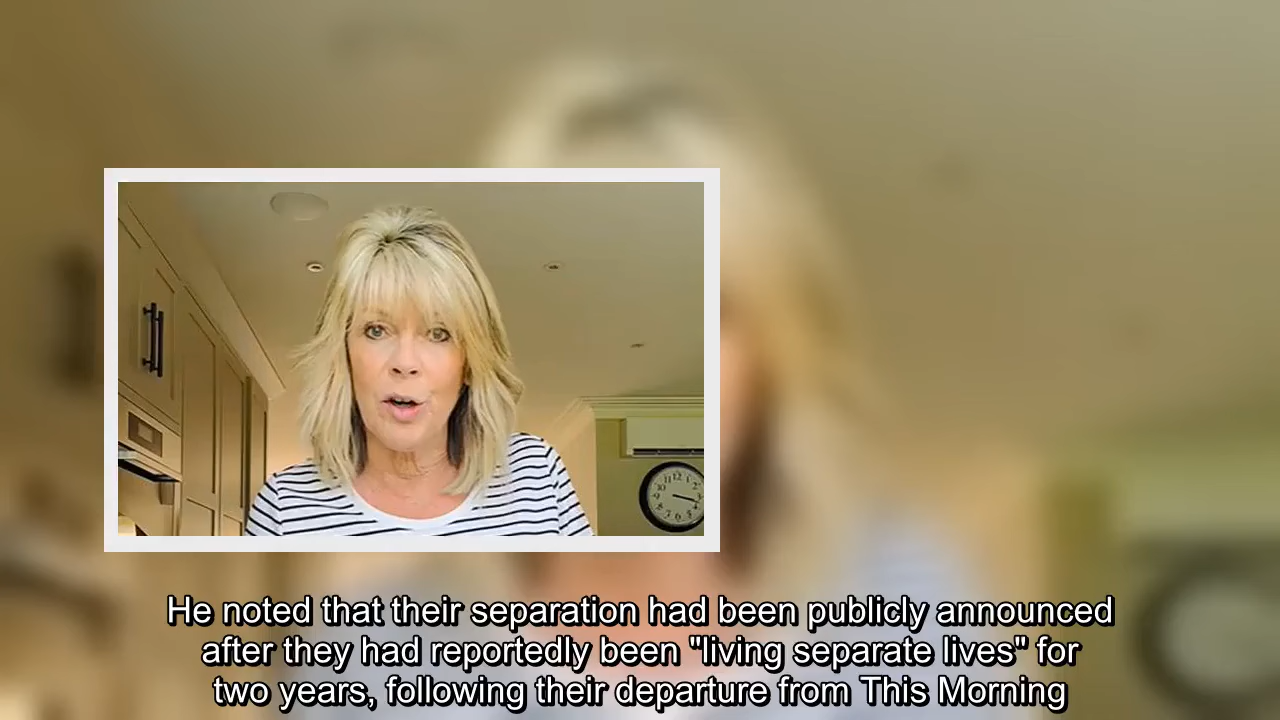 He noted that their separation had been publicly announced
after they had reportedly been "living separate lives" for
two years, following their departure from This Morning